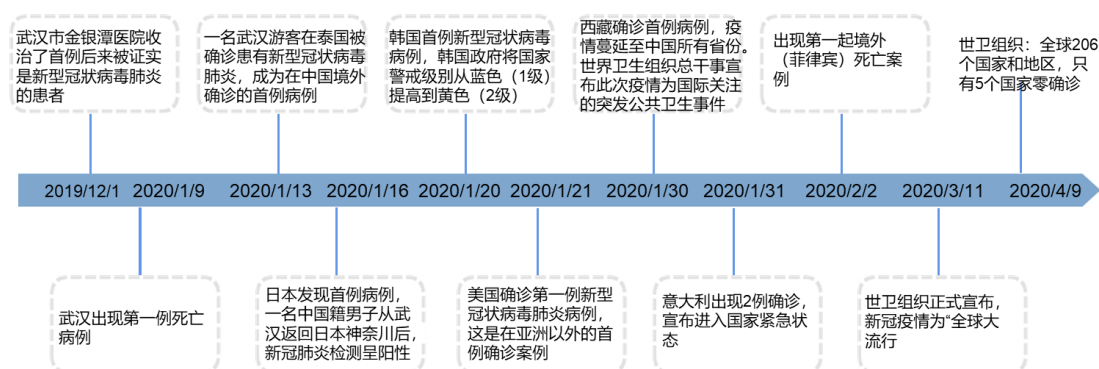 武汉市金银潭医院收
治了首例后来被证实
是新型冠状病毒肺炎
的患者
一名武汉游客在泰国被
确诊患有新型冠状病毒
肺炎，成为在中国境外
确诊的首例病例
韩国首例新型冠状病毒
病例，韩国政府将国家
警戒级别从蓝色（1级）
提高到黄色（2级）
西藏确诊首例病例，疫
情蔓延至中国所有省份。
世界卫生组织总干事宣
布此次疫情为国际关注
的突发公共卫生事件
出现第一起境外
（菲律宾）死亡案
例
世卫组织：全球206
个国家和地区，只
有5个国家零确诊
2019/12/1 2020/1/9 2020/1/13 2020/1/16 2020/1/20 2020/1/21 2020/1/30 2020/1/31 2020/2/2 2020/3/11 2020/4/9
武汉出现第一例死亡
病例
日本发现首例病例，
一名中国籍男子从武
汉返回日本神奈川后，
新冠肺炎检测呈阳性
美国确诊第一例新型
冠状病毒肺炎病例，
这是在亚洲以外的首
例确诊案例
意大利出现2例确诊，
宣布进入国家紧急状
态
世卫组织正式宣布，
新冠疫情为“全球大
流行